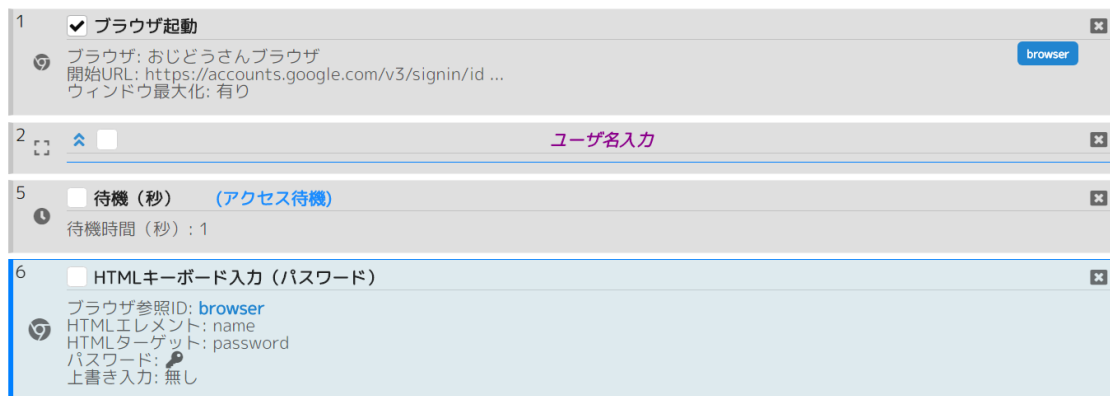 1
ブラウザ起動
ブラウザ: おじどうさんブラウザ
browser
開始URL: https://accounts.google.com/v3/signin/id ...
ウィンドウ最大化: 有り
2
ユーザ名入力
5
待機（秒） (アクセス待機)
待機時間（秒）: 1
6
HTMLキーボード入力（パスワード）
ブラウザ参照ID: browser
HTMLエレメント: name
HTMLターゲット: password
パスワード:
上書き入力: 無し